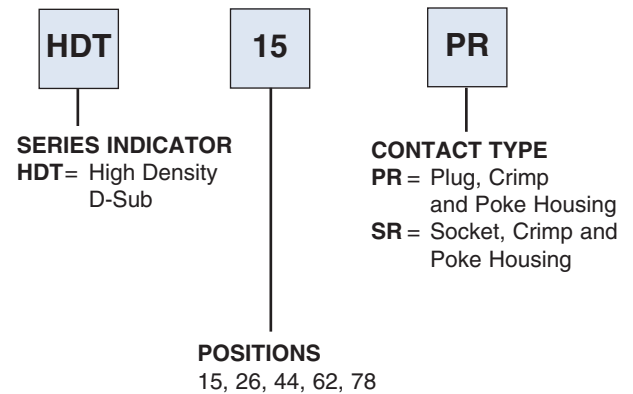 HDT
15
PR
SERIES INDICATOR
HDT= High Density
D-Sub
CONTACT TYPE
PR = Plug, Crimp
and Poke Housing
SR = Socket, Crimp and
Poke Housing
POSITIONS
15, 26, 44, 62, 78